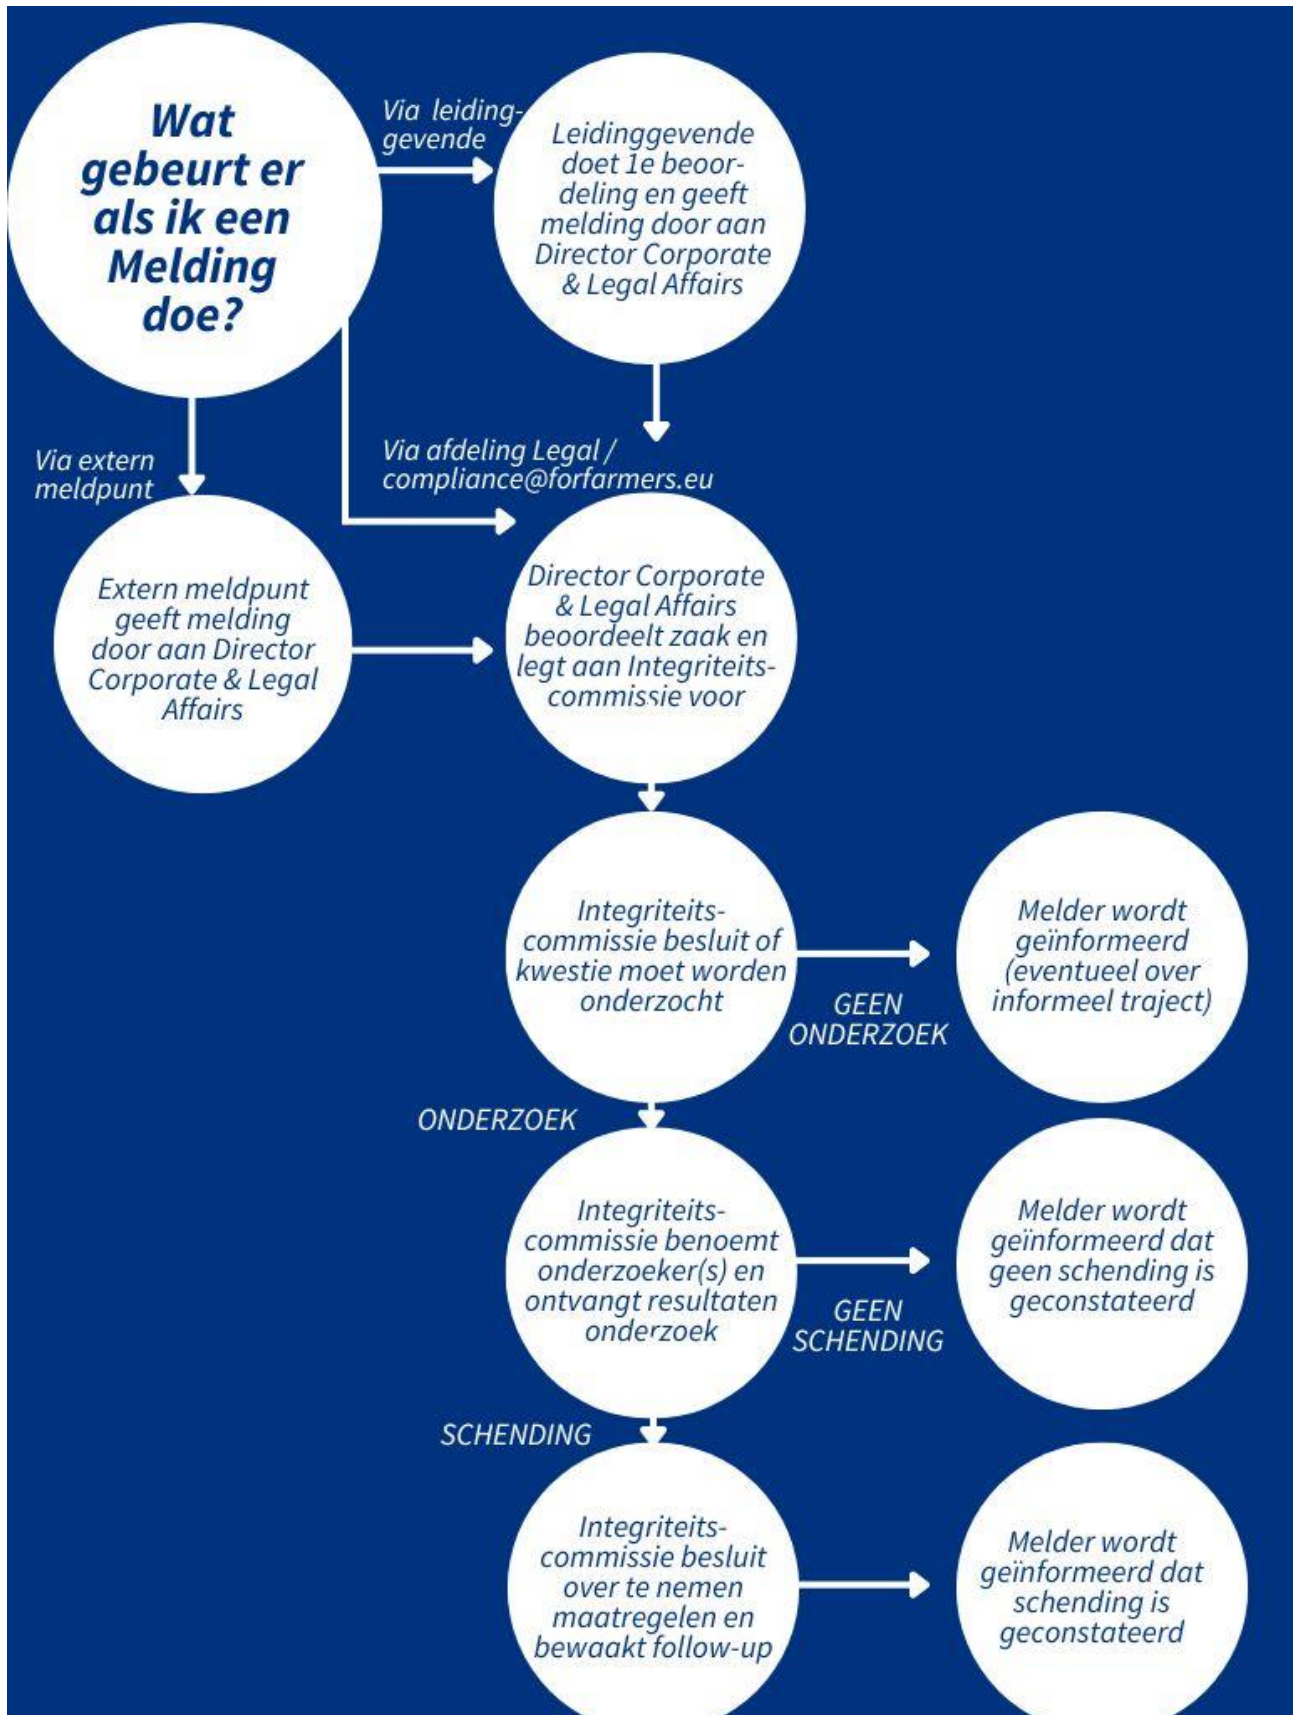 Wat
gebeurt er
als ik een
Melding
doe?
Via leiding-
gevende
Leidinggevende
doet 1e beoor-
deling en geeft
melding door aan
Director Corporate
& Legal Affairs
Via extern
meldpunt
Via afdeling Legal /
compliance@forfarmers.eu
Extern meldpunt
geeft melding
door aan Director
Corporate & Legal
Affairs
Director Corporate
& Legal Affairs
beoordeelt zaak en
legt aan Integriteits-
commissie voor
Integriteits-
commissie besluit of
kwestie moet worden
onderzocht
GEEN
ONDERZOEK
Melder wordt
geïnformeerd
(eventueel over
informeel traject)
ONDERZOEK
Integriteits-
commissie benoemt
onderzoeker(s) en
ontvangt resultaten
onderzoek
GEEN
SCHENDING
Melder wordt
geïnformeerd dat
geen schending is
geconstateerd
SCHENDING
Integriteits-
commissie besluit
over te nemen
maatregelen en
bewaakt follow-up
Melder wordt
geïnformeerd dat
schending is
geconstateerd